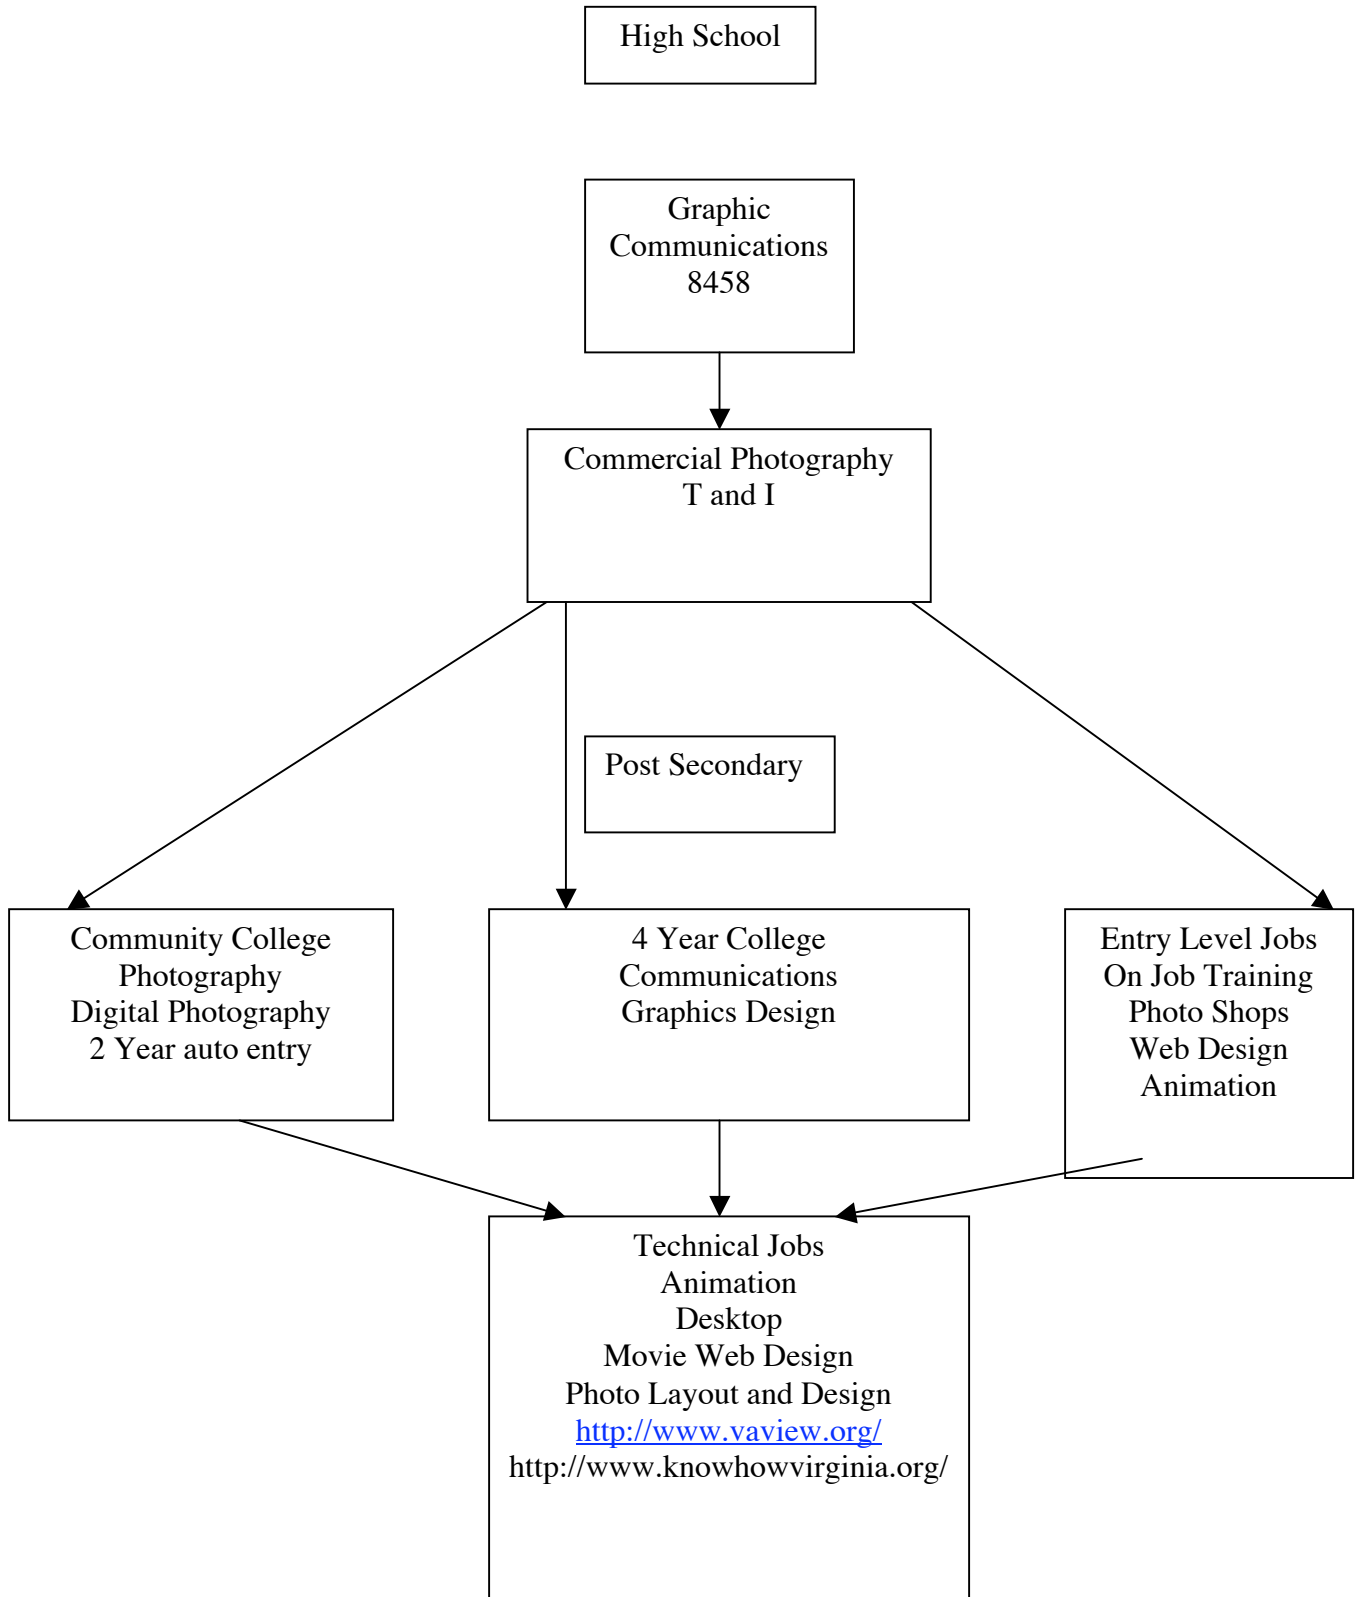 High School
Graphic
Communications
8458
Commercial Photography
T and I
Post Secondary
Community College
Photography
Digital Photography
2 Year auto entry
4 Year College
Communications
Graphics Design
Entry Level Jobs
On Job Training
Photo Shops
Web Design
Animation
Technical Jobs
Animation
Desktop
Movie Web Design
Photo Layout and Design
http://www.vaview.org/
http://www.knowhowvirginia.org/